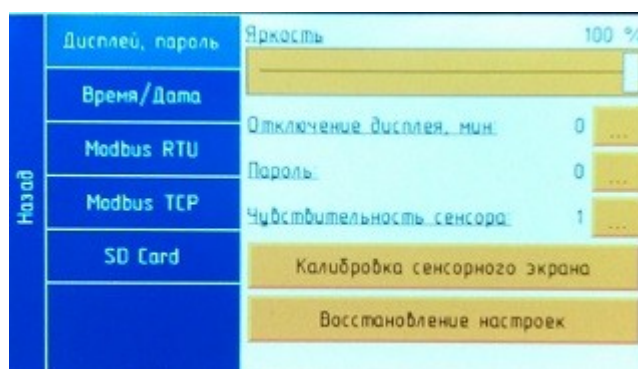 Назад
Дисплей, пароль
Время/Дата
Modbus RTU
Modbus TCP
SD Card
Яркость 100 %
Отключение дисплея, мин: 0 ...
Пароль: 0 ...
Чувствительность сенсора: 1 ...
Калибровка сенсорного экрана
Восстановление настроек